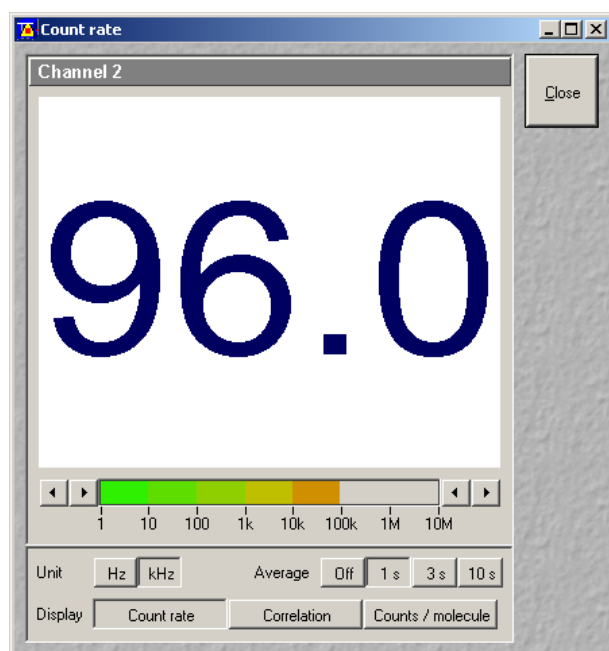 Count rate
Channel 2
Close
96.0
1 10 100 1k 10k 100k 1M 10M
Unit Hz kHz Average Off 1 s 3 s 10 s
Display Count rate Correlation Counts / molecule